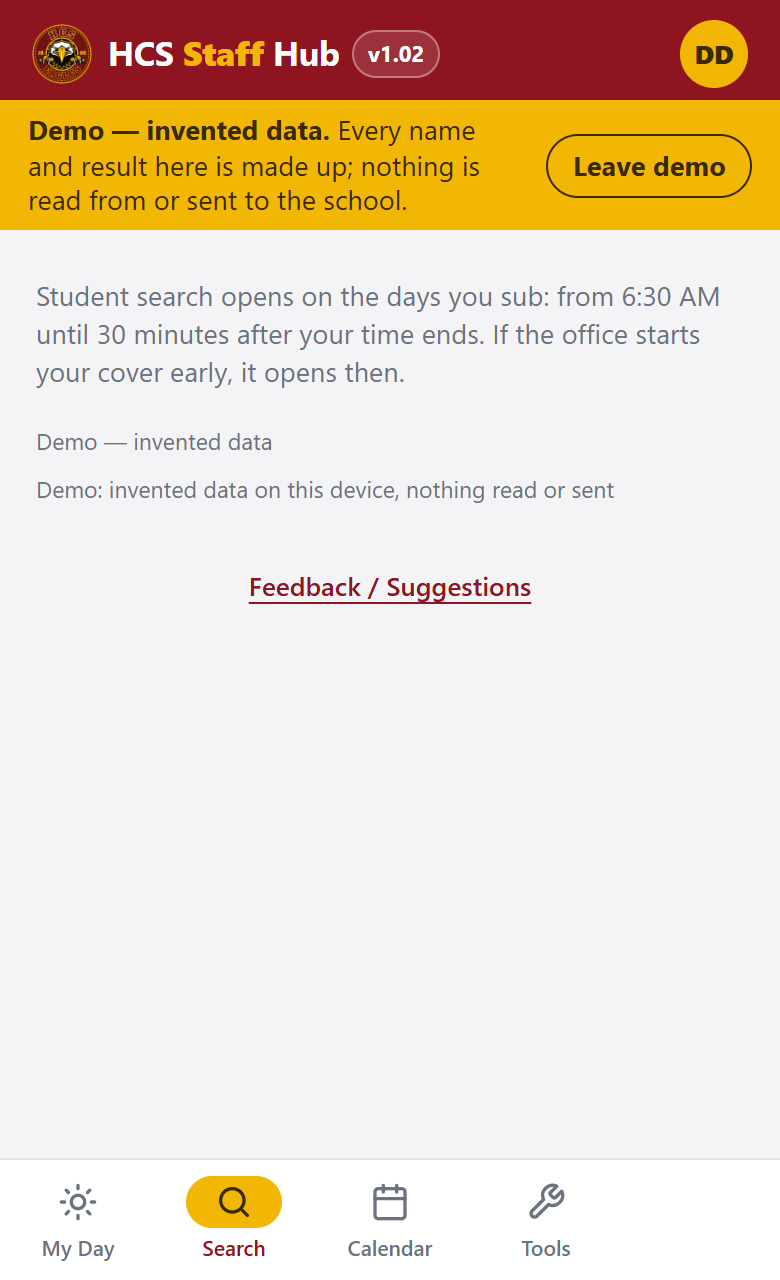 HCS
HCS Staff Hub v1.02
DD
Demo — invented data. Every name
and result here is made up; nothing is
read from or sent to the school.
Leave demo
Student search opens on the days you sub: from 6:30 AM
until 30 minutes after your time ends. If the office starts
your cover early, it opens then.
Demo — invented data
Demo: invented data on this device, nothing read or sent
Feedback / Suggestions
My Day
Search
Calendar
Tools